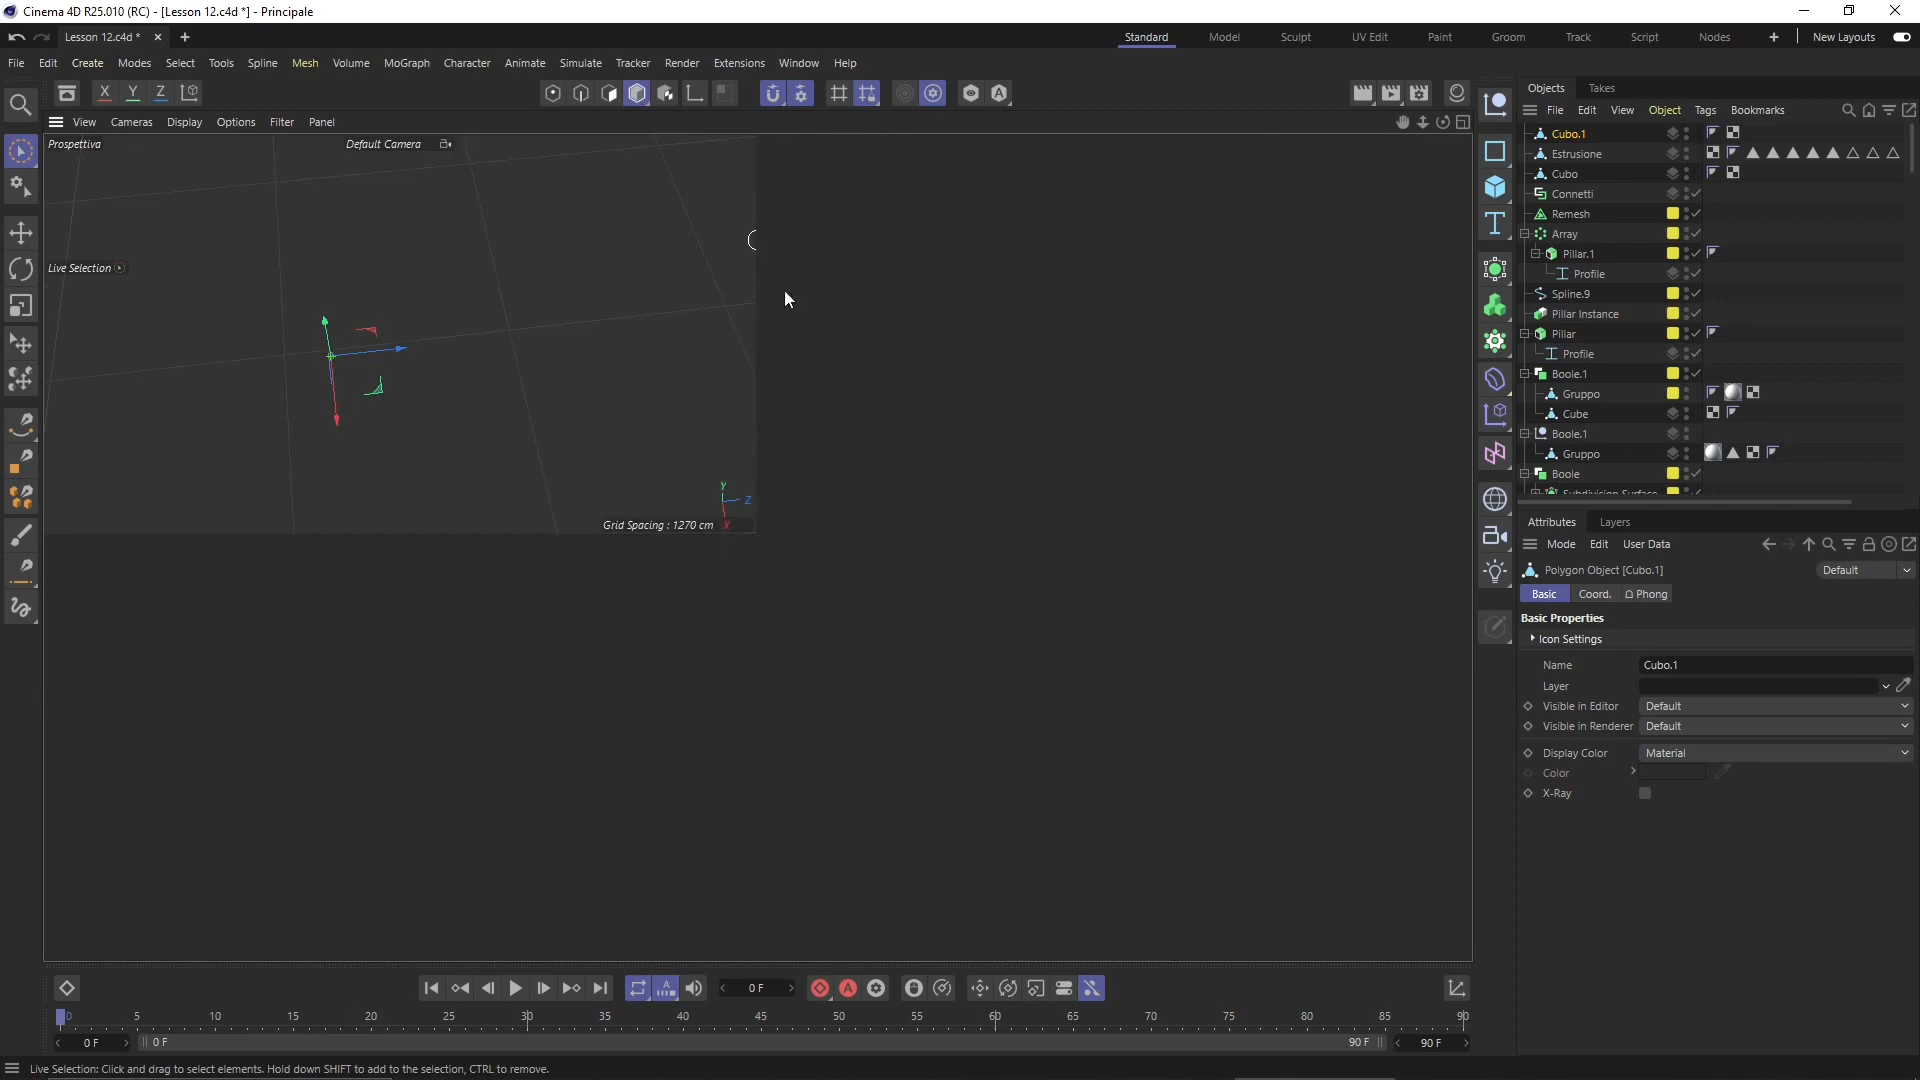 Cinema 4D R25.010 (RC) - [Lesson 12.c4d *] - Principale
Lesson 12.c4d *
Standard Model Sculpt UV Edit Paint Groom Track Script Nodes New Layouts
File Edit Create Modes Select Tools Spline Mesh Volume MoGraph Character Animate Simulate Tracker Render Extensions Window Help
X Y Z
View Cameras Display Options Filter Panel
Prospettiva
Default Camera
Live Selection
Y
Z
X
Grid Spacing : 1270 cm
Objects Takes
File Edit View Object Tags Bookmarks
Cubo.1
Estrusione
Cubo
Connetti
Remesh
Array
Pillar.1
Profile
Spline.9
Pillar Instance
Pillar
Profile
Boole.1
Gruppo
Cube
Boole.1
Gruppo
Boole
Subdivision Surface
Attributes Layers
Mode Edit User Data
Polygon Object [Cubo.1]
Default
Basic Coord. Phong
Basic Properties
Icon Settings
Name Cubo.1
Layer
Visible in Editor Default
Visible in Renderer Default
Display Color Material
Color
X-Ray
0 F
0 5 10 15 20 25 30 35 40 45 50 55 60 65 70 75 80 85 90
0 F 0 F 90 F 90 F
Live Selection: Click and drag to select elements. Hold down SHIFT to add to the selection, CTRL to remove.